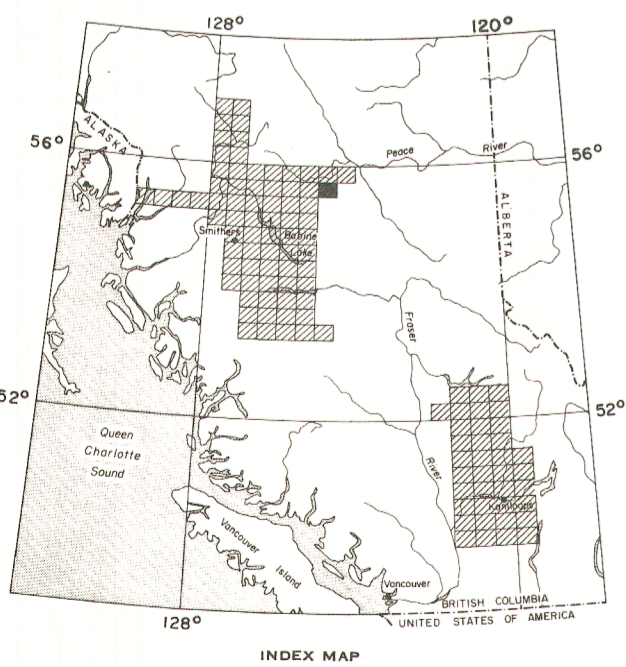 128°
120°
56°
ALASKA
Peace
River
56°
ALBERTA
Smithers
Babine
Lake
Fraser
52°
52°
Queen
Charlotte
Sound
River
Kamloops
Vancouver
Island
Vancouver
BRITISH COLUMBIA
UNITED STATES OF AMERICA
128°
INDEX MAP